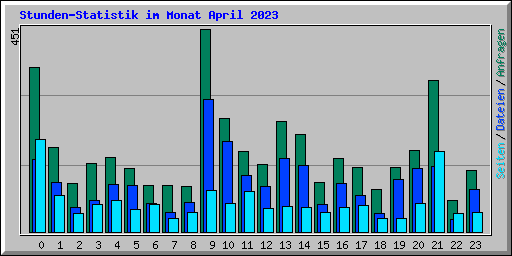 Stunden-Statistik im Monat April 2023
451
Seiten / Dateien / Anfragen
0 1 2 3 4 5 6 7 8 9 10 11 12 13 14 15 16 17 18 19 20 21 22 23